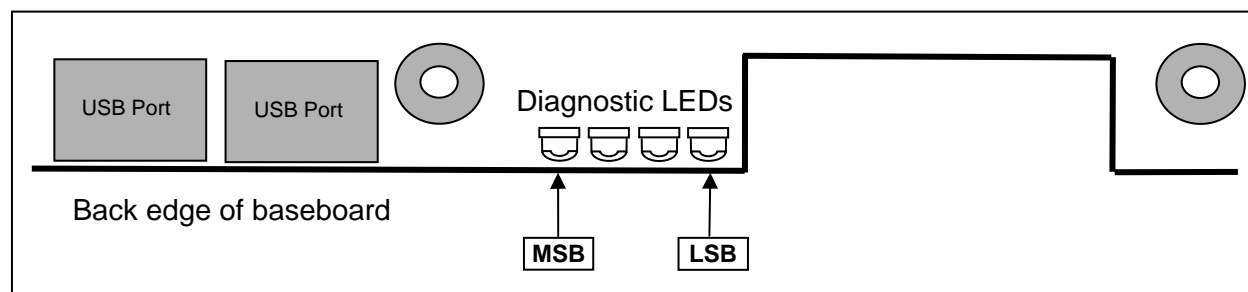 USB Port
USB Port
Diagnostic LEDs
Back edge of baseboard
MSB
LSB